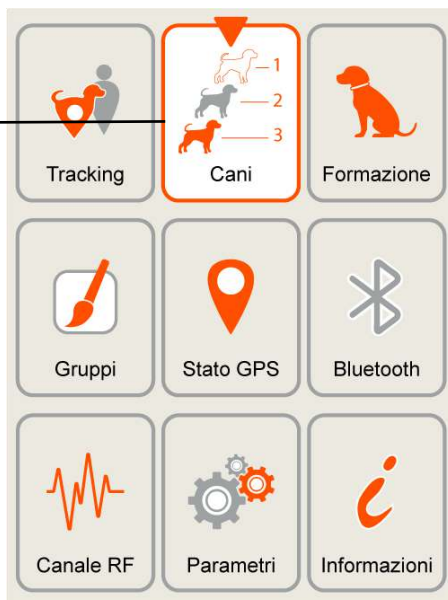 1
2
3
Tracking
Cani
Formazione
Gruppi
Stato GPS
Bluetooth
Canale RF
Parametri
Informazioni